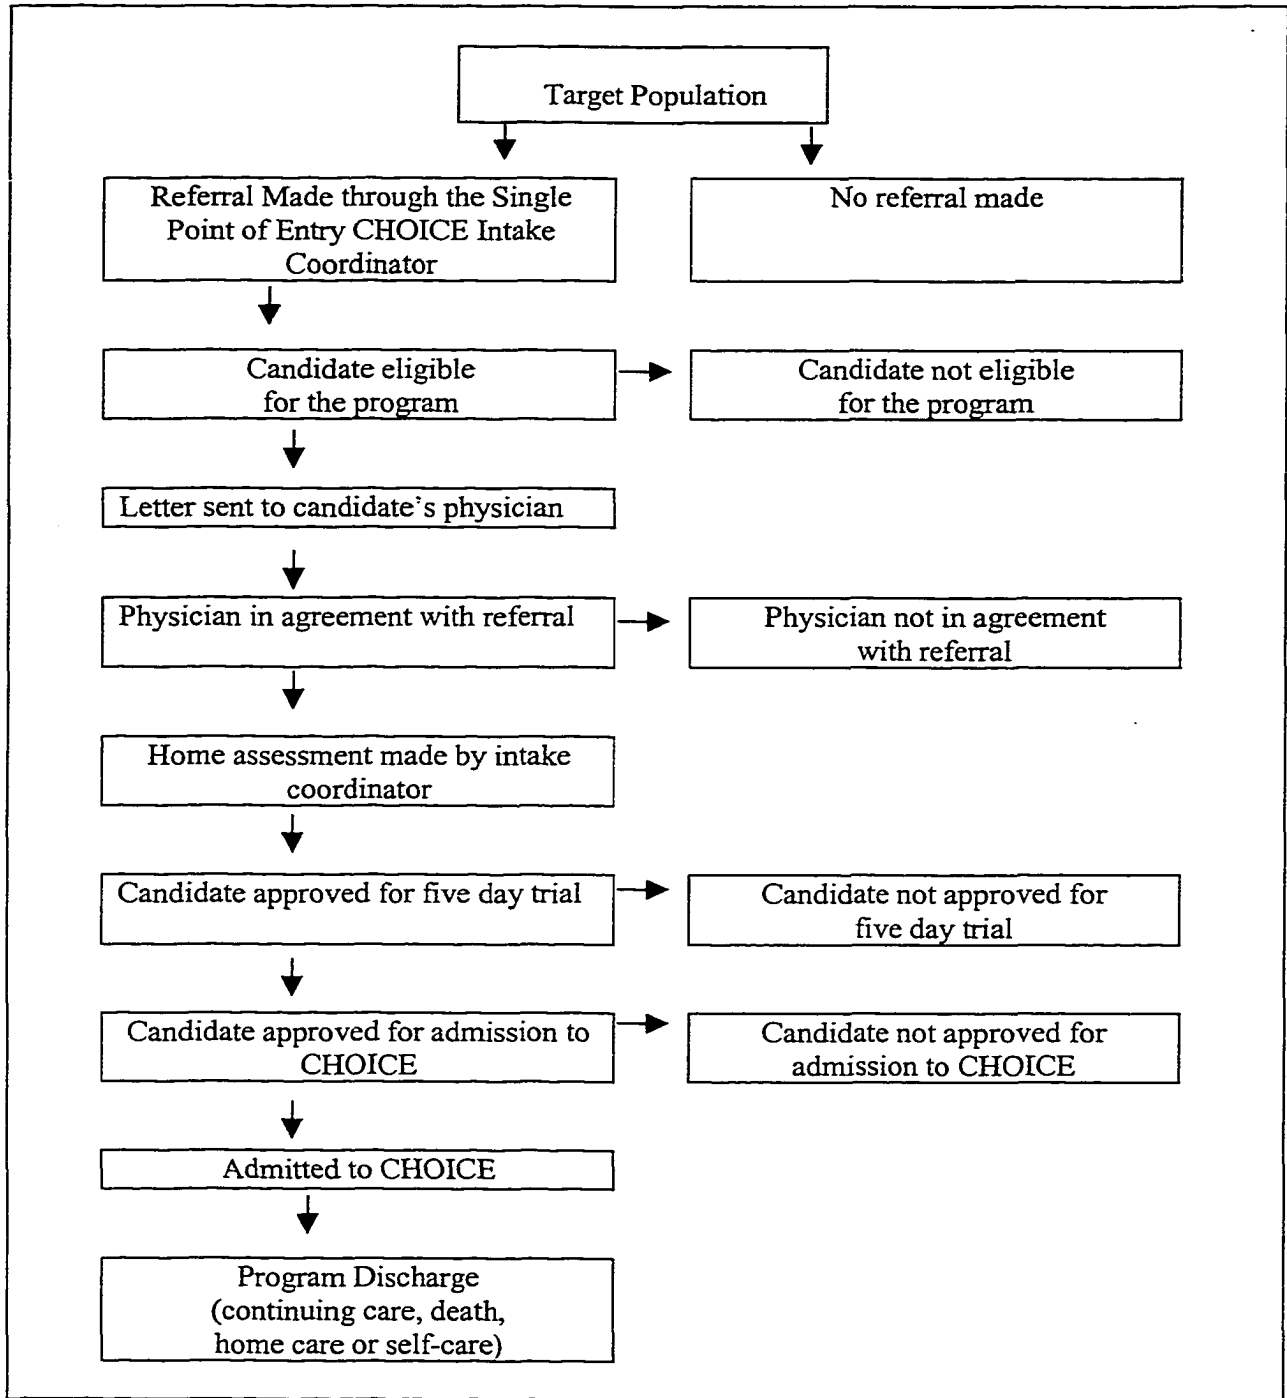 Target Population
Referral Made through the Single
Point of Entry CHOICE Intake
Coordinator
No referral made
Candidate eligible
for the program
Candidate not eligible
for the program
Letter sent to candidate's physician
Physician in agreement with referral
Physician not in agreement
with referral
Home assessment made by intake
coordinator
Candidate approved for five day trial
Candidate not approved for
five day trial
Candidate approved for admission to
CHOICE
Candidate not approved for
admission to CHOICE
Admitted to CHOICE
Program Discharge
(continuing care, death,
home care or self-care)